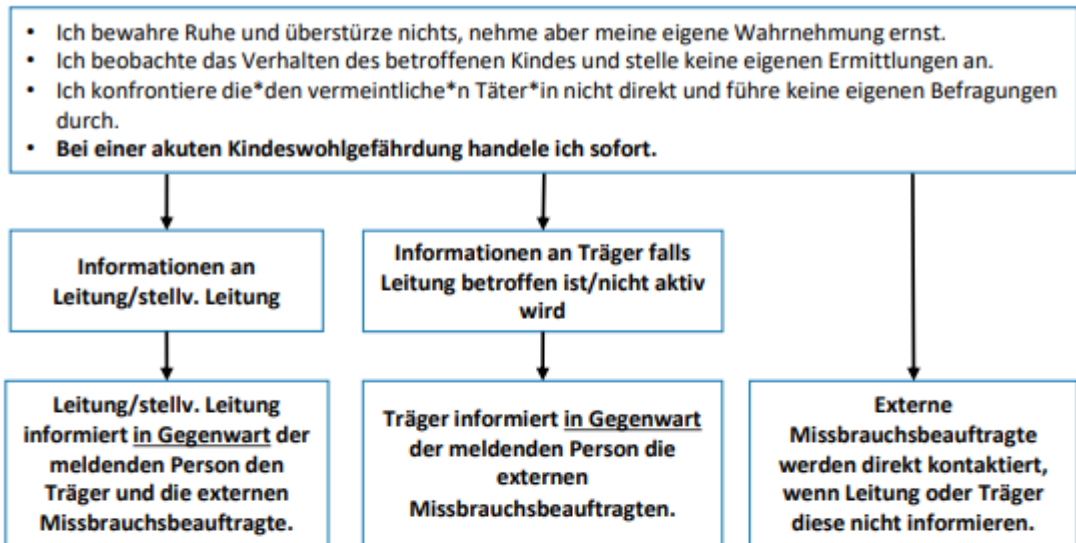 • Ich bewahre Ruhe und überstürze nichts, nehme aber meine eigene Wahrnehmung ernst.
• Ich beobachte das Verhalten des betroffenen Kindes und stelle keine eigenen Ermittlungen an.
• Ich konfrontiere die*den vermeintliche*n Täter*in nicht direkt und führe keine eigenen Befragungen
durch.
• Bei einer akuten Kindeswohlgefährdung handele ich sofort.
Informationen an
Leitung/stellv. Leitung
Informationen an Träger falls
Leitung betroffen ist/nicht aktiv
wird
Leitung/stellv. Leitung
informiert in Gegenwart der
meldenden Person den
Träger und die externen
Missbrauchsbeauftragte.
Träger informiert in Gegenwart
der meldenden Person die
externen
Missbrauchsbeauftragten.
Externe
Missbrauchsbeauftragte
werden direkt kontaktiert,
wenn Leitung oder Träger
diese nicht informieren.